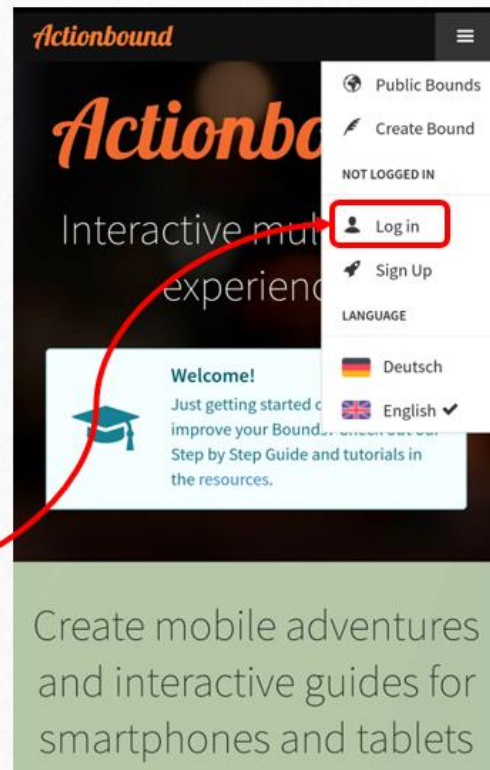 Actionbound
Public Bounds
Create Bound
NOT LOGGED IN
Log in
Sign Up
LANGUAGE
Deutsch
English ✔
Actionbo
Interactive mul
experienc
Welcome!
Just getting started
improve your Bounds?
Step by Step Guide and tutorials in
the resources.
Create mobile adventures
and interactive guides for
smartphones and tablets